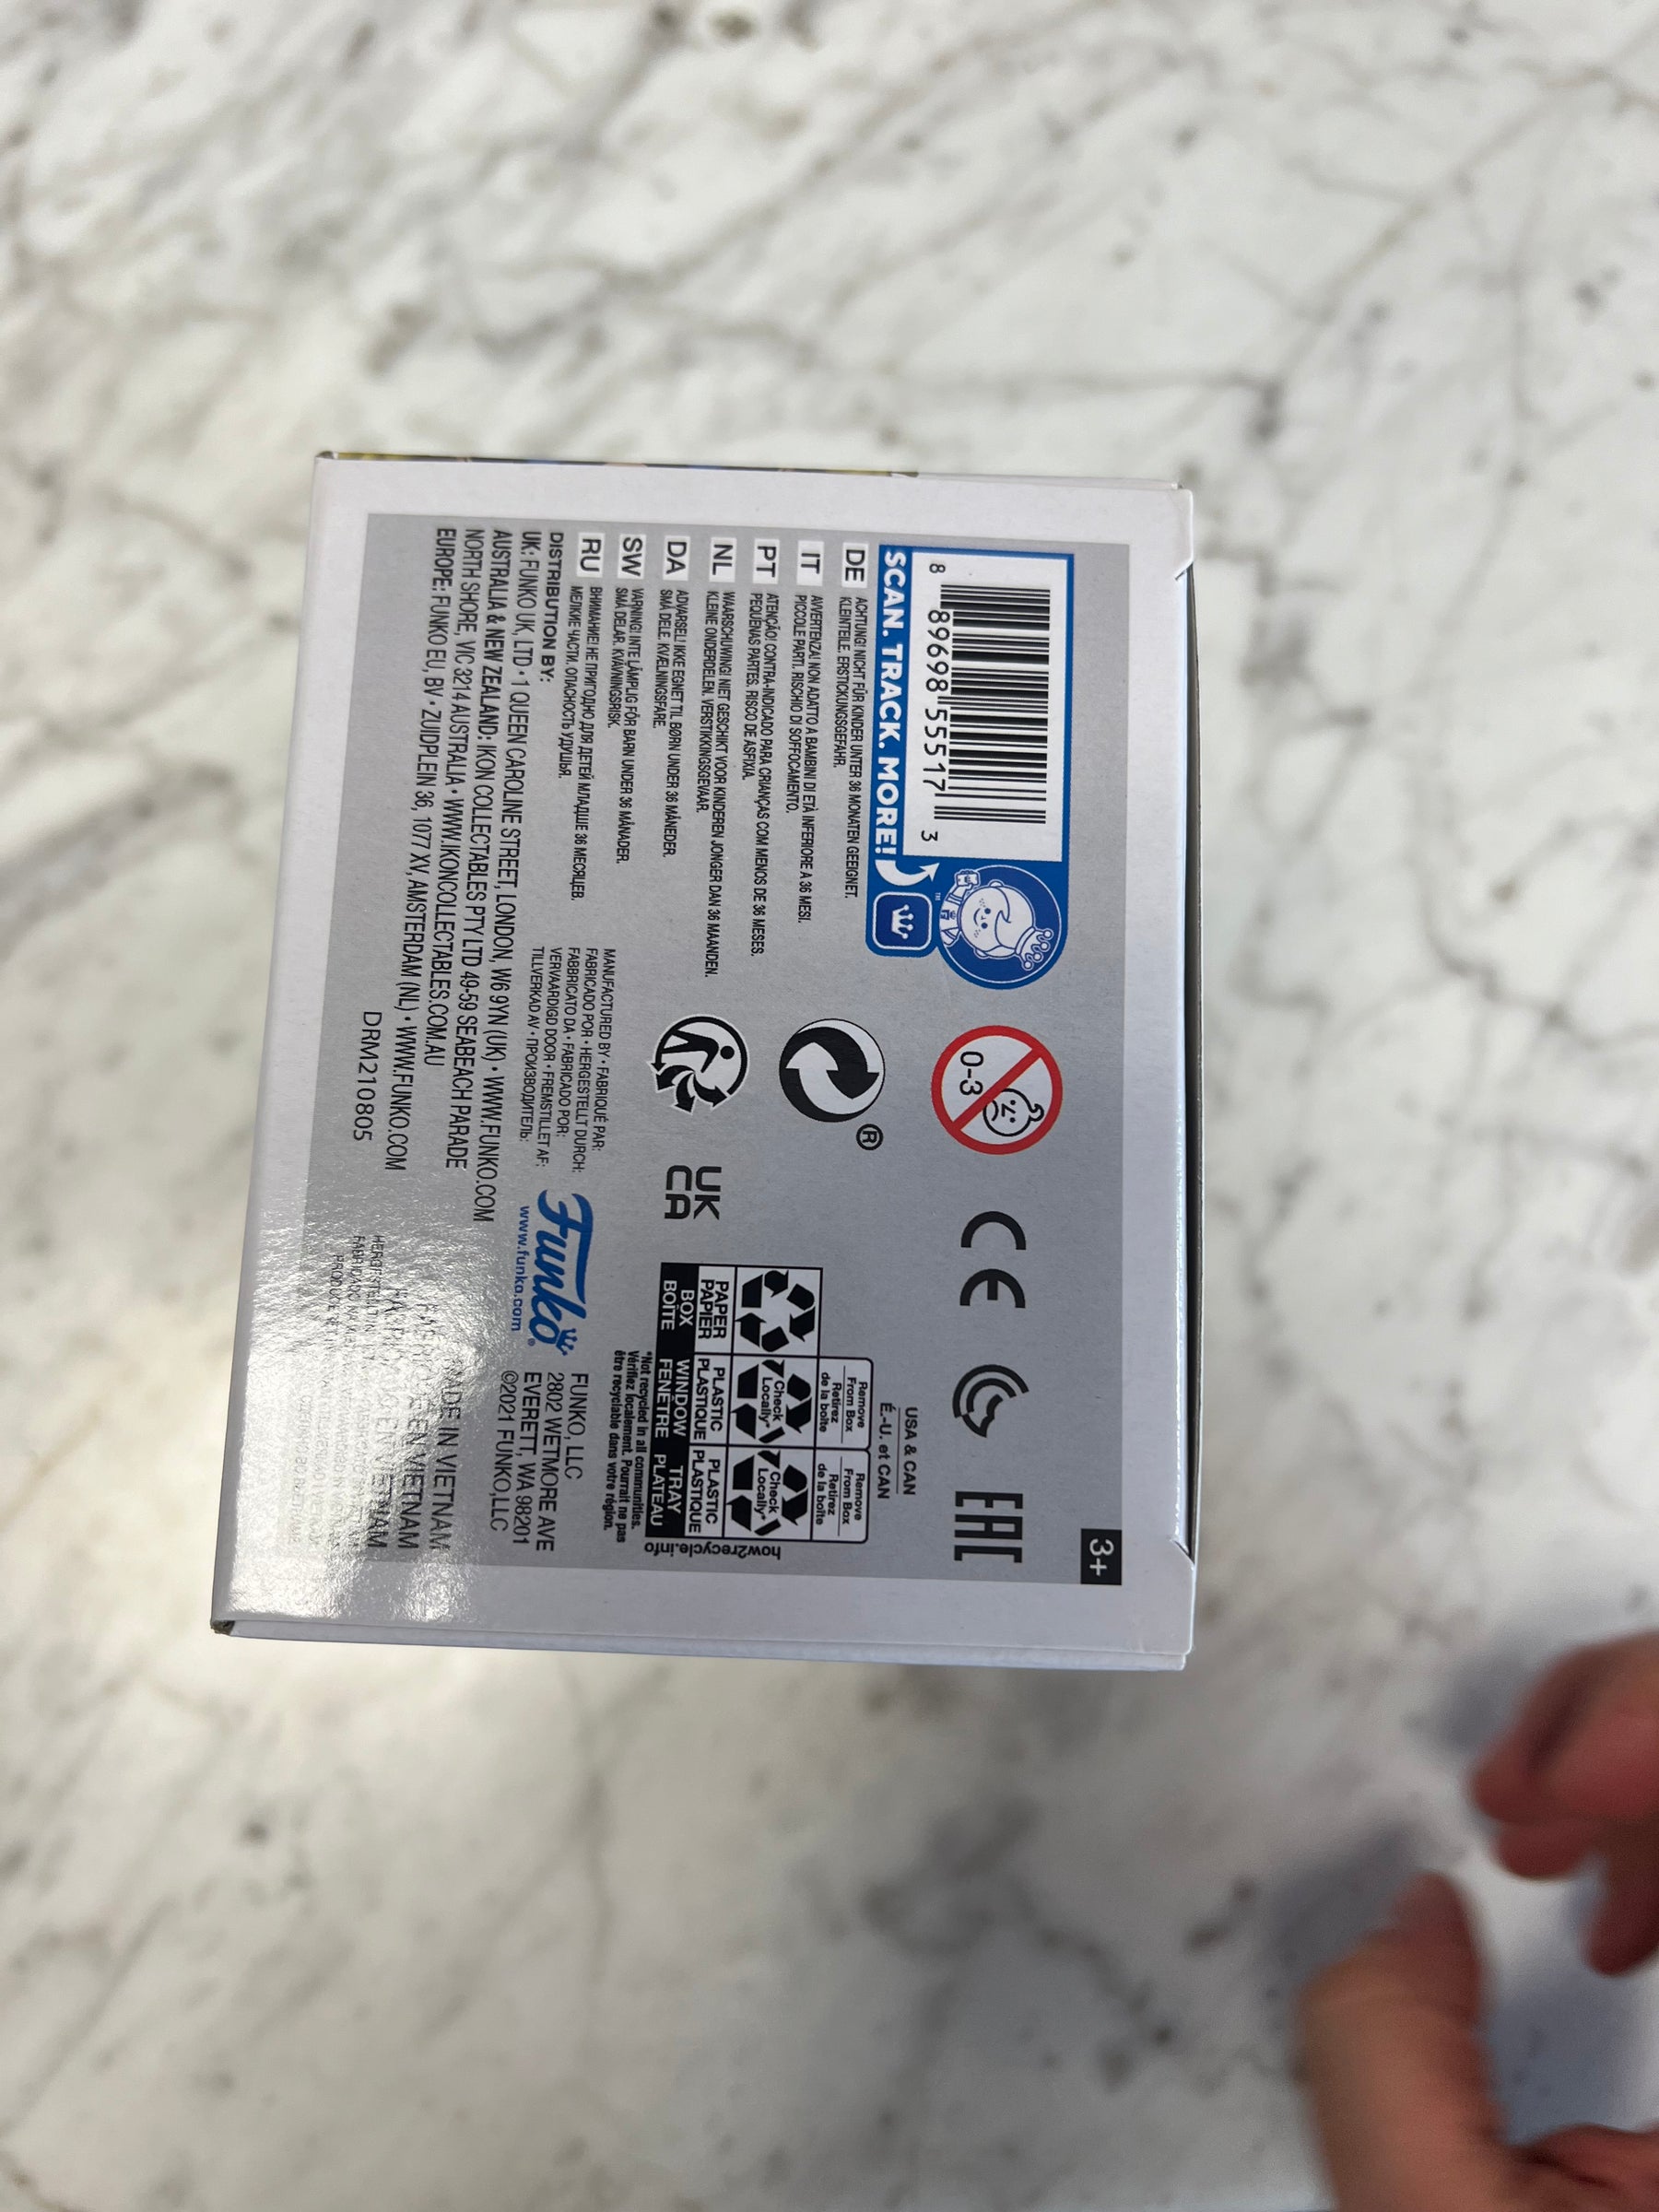 3+
8 89698 55517 3
SCAN. TRACK. MORE!
™
0-3
CE
EAC
DE ACHTUNG! NICHT FÜR KINDER UNTER 36 MONATEN GEEIGNET.
KLEINTEILE. ERSTICKUNGSGEFAHR.
IT AVVERTENZA! NON ADATTO A BAMBINI DI ETÀ INFERIORE A 36 MESI.
PICCOLE PARTI. RISCHIO DI SOFFOCAMENTO.
PT ATENÇÃO! CONTRA-INDICADO PARA CRIANÇAS COM MENOS DE 36 MESES.
PEQUENAS PARTES. RISCO DE ASFIXIA.
NL WAARSCHUWING! NIET GESCHIKT VOOR KINDEREN JONGER DAN 36 MAANDEN.
KLEINE ONDERDELEN. VERSTIKKINGSGEVAAR.
DA ADVARSEL! IKKE EGNET TIL BØRN UNDER 36 MÅNEDER.
SMÅ DELE. KVÆLNINGSFARE.
SW VARNING! INTE LÄMPLIG FÖR BARN UNDER 36 MÅNADER.
SMÅ DELAR. KVÄVNINGSRISK.
RU ВНИМАНИЕ! НЕ ПРИГОДНО ДЛЯ ДЕТЕЙ МЛАДШЕ 36 МЕСЯЦЕВ.
МЕЛКИЕ ЧАСТИ. ОПАСНОСТЬ УДУШЬЯ.
®
UK
CA
USA & CAN
É.-U. et CAN
Remove
From Box
Retirez
de la boîte
Remove
From Box
Retirez
de la boîte
Check
Locally*
Check
Locally*
PAPER
PAPIER
PLASTIC
PLASTIQUE
PLASTIC
PLASTIQUE
BOX
BOÎTE
WINDOW
FENÊTRE
TRAY
PLATEAU
how2recycle.info
*Not recycled in all communities.
Vérifiez localement. Pourrait ne pas
être recyclable dans votre région.
DISTRIBUTION BY:
UK: FUNKO UK, LTD • 1 QUEEN CAROLINE STREET, LONDON, W6 9YN (UK) • WWW.FUNKO.COM
AUSTRALIA & NEW ZEALAND: IKON COLLECTABLES PTY LTD 49-59 SEABEACH PARADE
NORTH SHORE, VIC 3214 AUSTRALIA • WWW.IKONCOLLECTABLES.COM.AU
EUROPE: FUNKO EU, BV • ZUIDPLEIN 36, 1077 XV, AMSTERDAM (NL) • WWW.FUNKO.COM
DRM210805
MANUFACTURED BY • FABRIQUÉ PAR:
FABRICADO POR • HERGESTELLT DURCH:
FABBRICATO DA • FABRICADO POR:
VERVAARDIGD DOOR • FREMSTILLET AF:
TILLVERKAD AV • ПРОИЗВОДИТЕЛЬ:
Funko®
www.funko.com
FUNKO, LLC
2802 WETMORE AVE
EVERETT, WA 98201
©2021 FUNKO,LLC
MADE IN VIETNAM
EN VIETNAM
EN VIETNAM